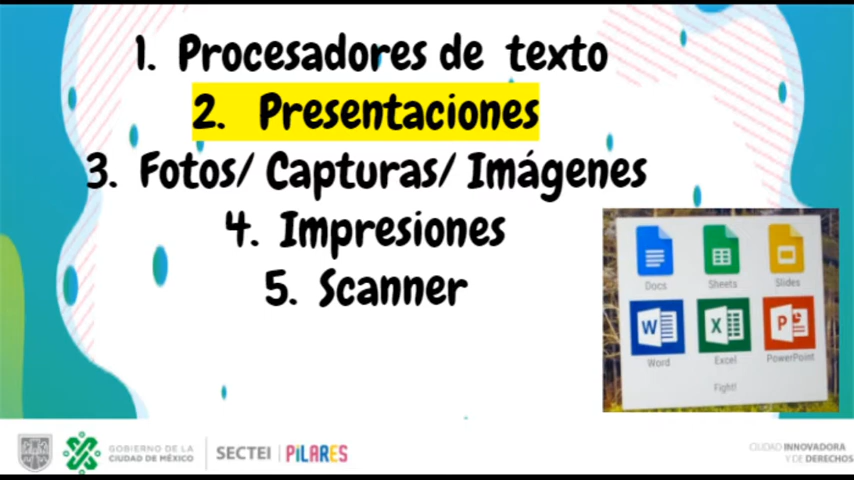 1. Procesadores de texto
2. Presentaciones
3. Fotos/ Capturas/ Imágenes
4. Impresiones
5. Scanner
Docs Sheets Slides
W X P
Word Excel PowerPoint
Fight!
GOBIERNO DE LA
CIUDAD DE MÉXICO
SECTEI
PiLARES
CIUDAD INNOVADORA
Y DE DERECHOS